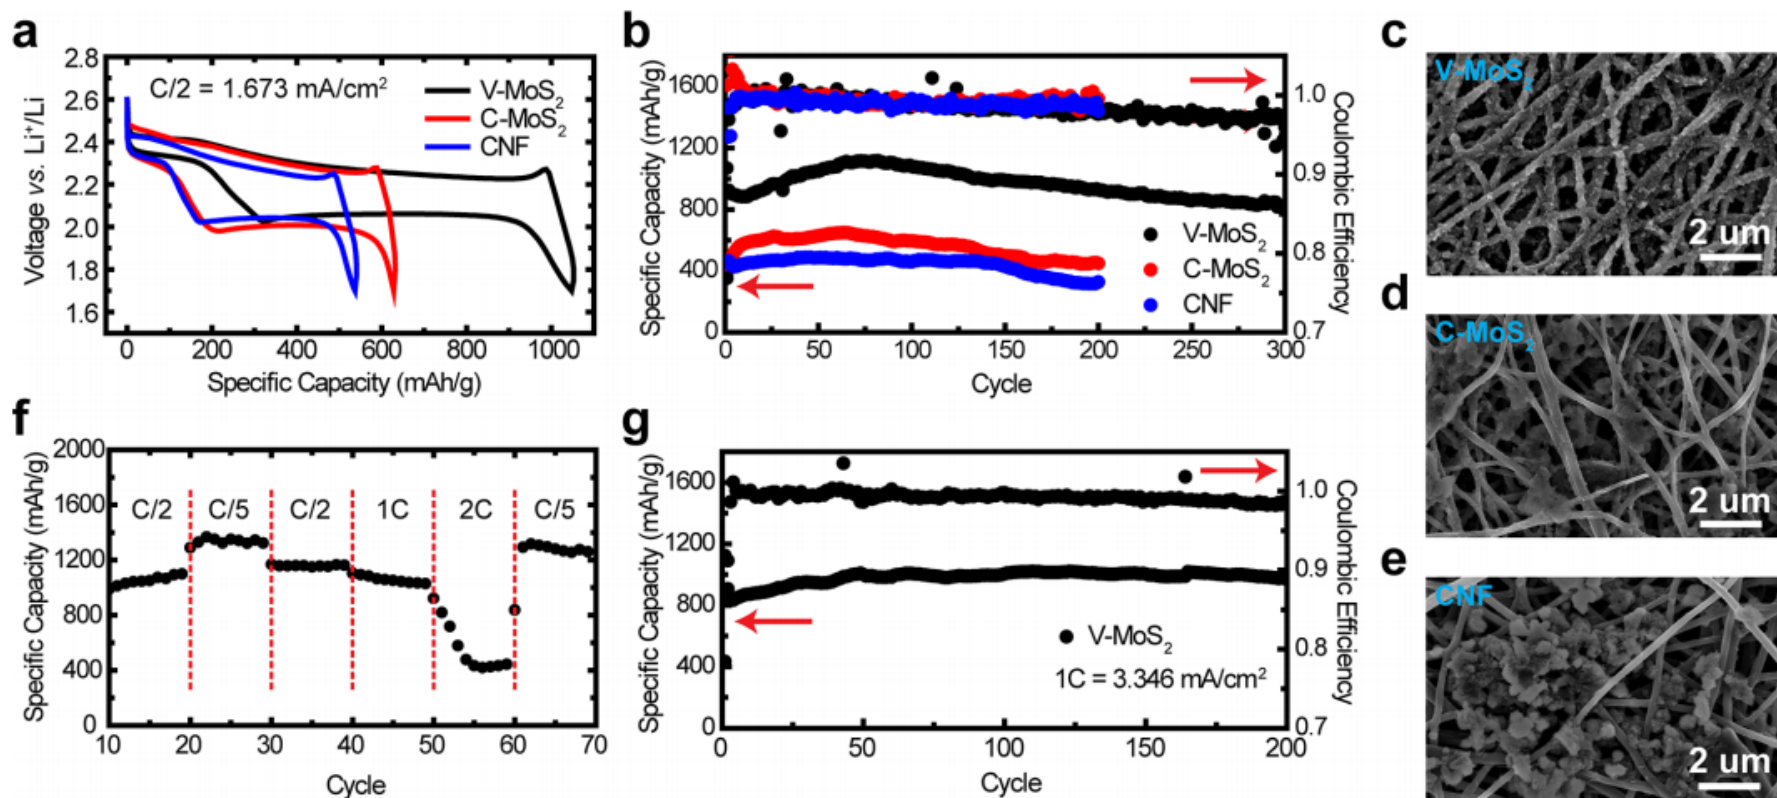 a
2.8
2.6
2.4
2.2
2.0
1.8
1.6
Voltage vs. Li⁺/Li
C/2 = 1.673 mA/cm²
V-MoS₂
C-MoS₂
CNF
0 200 400 600 800 1000
Specific Capacity (mAh/g)
b
1600
1200
800
400
0
Specific Capacity (mAh/g)
V-MoS₂
C-MoS₂
CNF
1.0
0.9
0.8
0.7
Coulombic Efficiency
0 50 100 150 200 250 300
Cycle
c
V-MoS₂
2 um
d
C-MoS₂
2 um
e
CNF
2 um
f
2000
1600
1200
800
400
0
Specific Capacity (mAh/g)
C/2 C/5 C/2 1C 2C C/5
10 20 30 40 50 60 70
Cycle
g
1600
1200
800
400
0
Specific Capacity (mAh/g)
V-MoS₂
1C = 3.346 mA/cm²
1.0
0.9
0.8
0.7
Coulombic Efficiency
0 50 100 150 200
Cycle